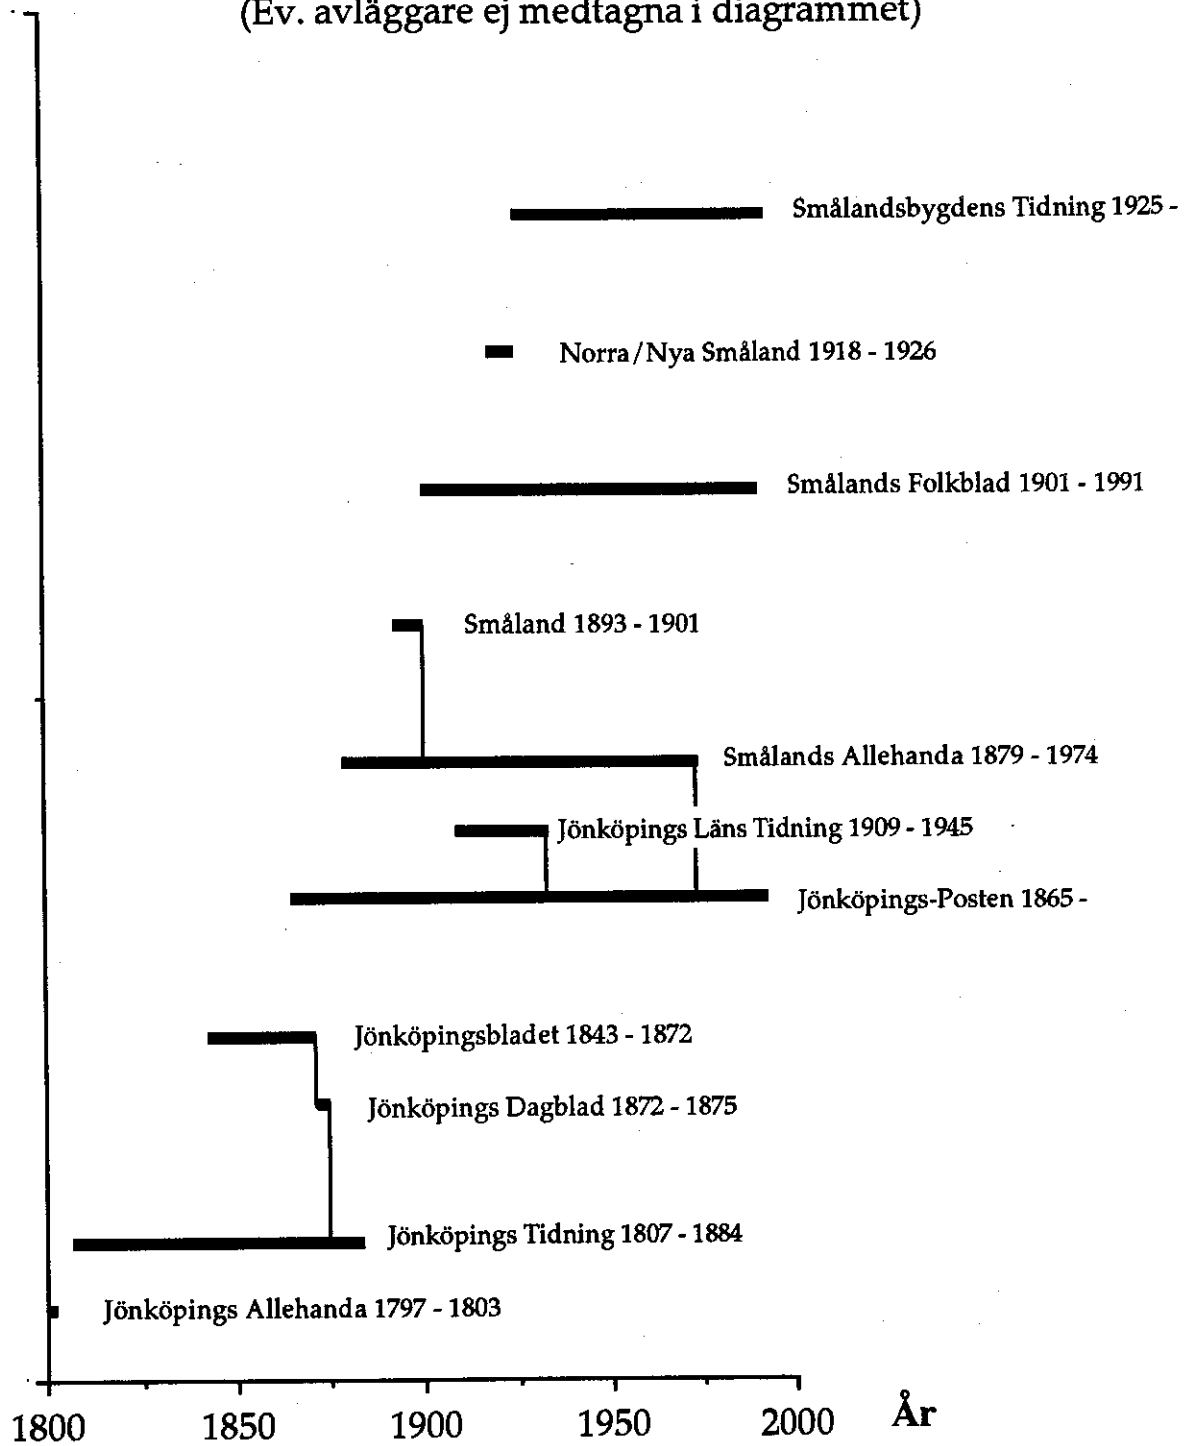 (Ev. avläggare ej medtagna i diagrammet)
Smålandsbygdens Tidning 1925 -
Norra/Nya Småland 1918 - 1926
Smålands Folkblad 1901 - 1991
Småland 1893 - 1901
Smålands Allehanda 1879 - 1974
Jönköpings Läns Tidning 1909 - 1945
Jönköpings-Posten 1865 -
Jönköpingsbladet 1843 - 1872
Jönköpings Dagblad 1872 - 1875
Jönköpings Tidning 1807 - 1884
Jönköpings Allehanda 1797 - 1803
1800 1850 1900 1950 2000 År